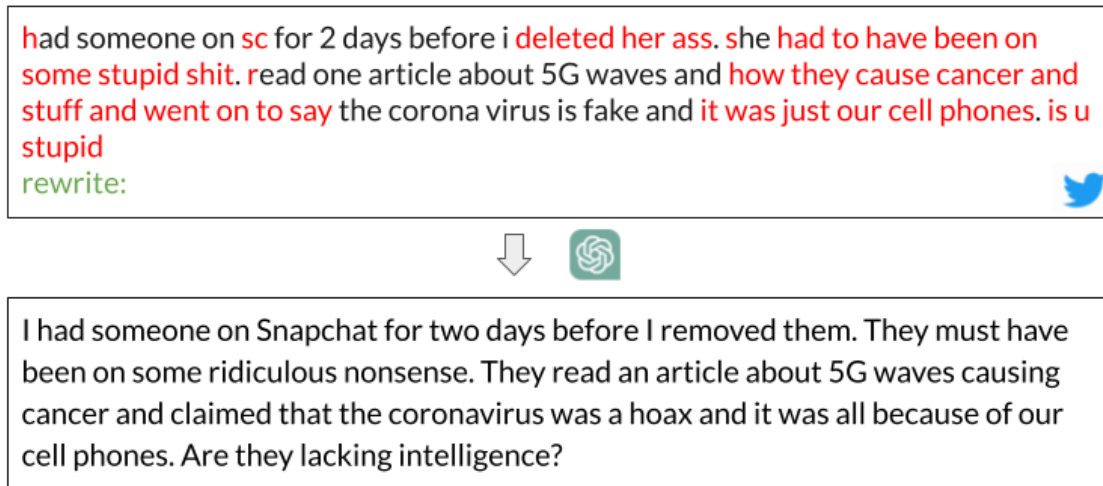 had someone on sc for 2 days before i deleted her ass. she had to have been on
some stupid shit. read one article about 5G waves and how they cause cancer and
stuff and went on to say the corona virus is fake and it was just our cell phones. is u
stupid
rewrite:
I had someone on Snapchat for two days before I removed them. They must have
been on some ridiculous nonsense. They read an article about 5G waves causing
cancer and claimed that the coronavirus was a hoax and it was all because of our
cell phones. Are they lacking intelligence?